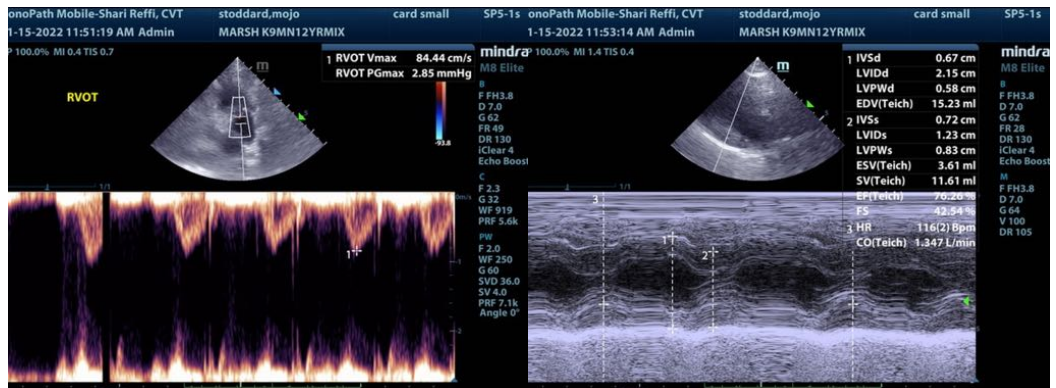 onoPath Mobile-Shari Reffi, CVT stoddard,mojo card small SP5-1s
1-15-2022 11:51:19 AM Admin MARSH K9MN12YRMIX
P 100.0% MI 0.4 TIS 0.7
1 RVOT Vmax 84.44 cm/s
RVOT PGmax 2.85 mmHg
mindra
M8 Elite
RVOT
m
B
F FH3.8
D 7.0
G 62
FR 49
DR 130
iClear 4
Echo Boost
-93.8
C
F 2.3
G 32
WF 919
PRF 5.6k
PW
F 2.0
WF 250
G 60
SVD 36.0
SV 4.0
PRF 7.1k
Angle 0°
1/1
0m/s
-1
-2
1
onoPath Mobile-Shari Reffi, CVT stoddard,mojo card small SP5-1s
1-15-2022 11:53:14 AM Admin MARSH K9MN12YRMIX
P 100.0% MI 1.4 TIS 0.4
m
1 IVSd 0.67 cm
LVIDd 2.15 cm
LVPWd 0.58 cm
EDV(Teich) 15.23 ml
2 IVSs 0.72 cm
LVIDs 1.23 cm
LVPWs 0.83 cm
ESV(Teich) 3.61 ml
SV(Teich) 11.61 ml
EF(Teich) 76.26 %
FS 42.54 %
3 HR 116(2) Bpm
CO(Teich) 1.347 L/min
mindra
M8 Elite
B
F FH3.8
D 7.0
G 62
FR 28
DR 130
iClear 4
Echo Boost
M
F FH3.8
D 7.0
G 64
V 100
DR 105
1/1
3
1
2